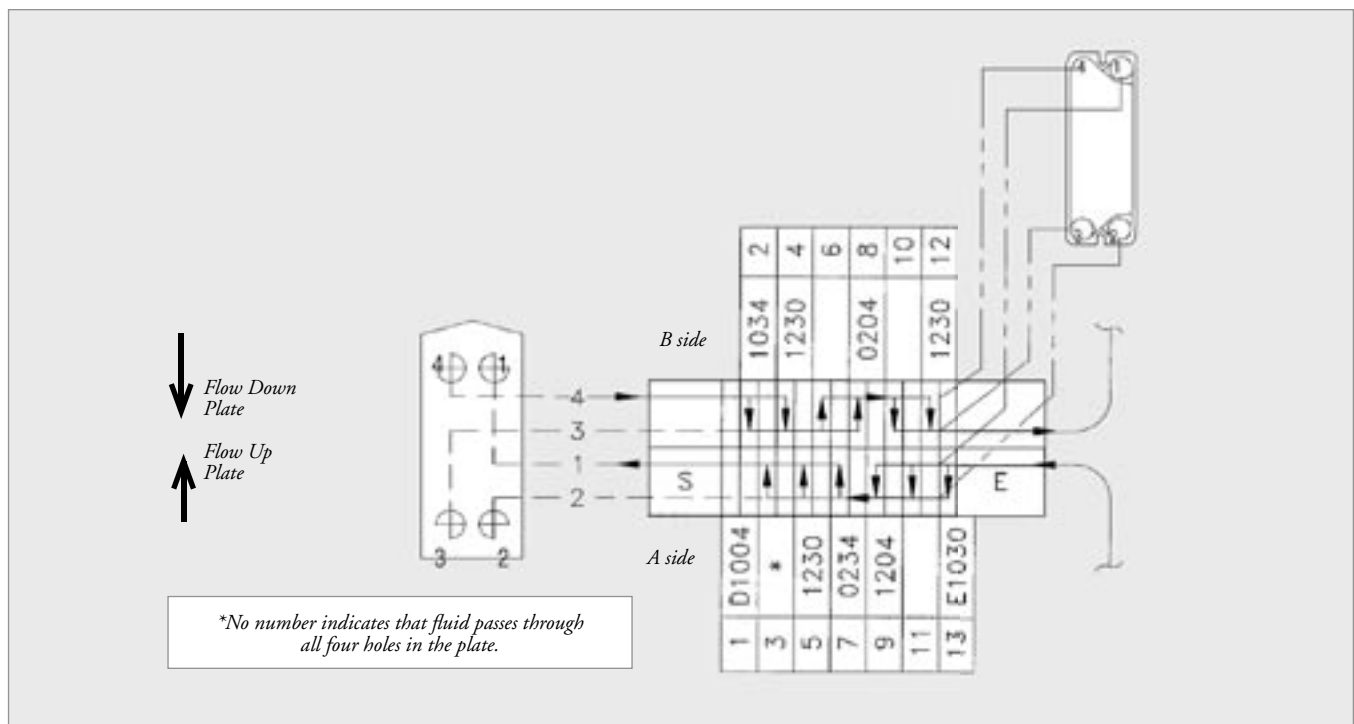 4 1
3 2
2 4 6 8 10 12
1034 1230 0204 1230
B side
Flow Down
Plate
Flow Up
Plate
4 1
3 2
4
3
1
2
S E
A side
D1004 * 1230 0234 1204 E1030
1 3 5 7 9 11 13
*No number indicates that fluid passes through
all four holes in the plate.